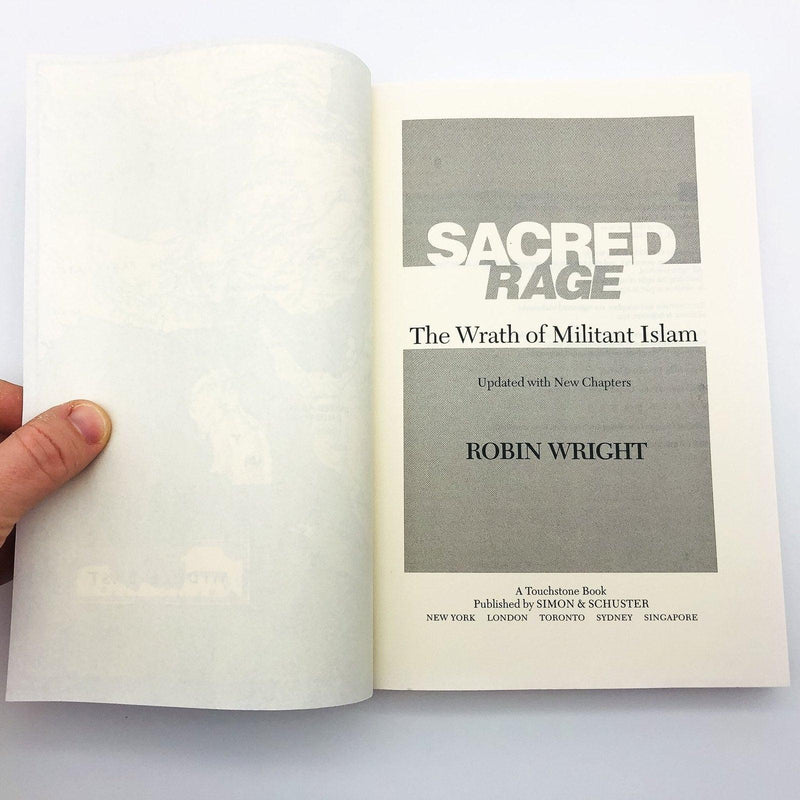 SACRED
RAGE
The Wrath of Militant Islam
Updated with New Chapters
ROBIN WRIGHT
A Touchstone Book
Published by SIMON & SCHUSTER
NEW YORK LONDON TORONTO SYDNEY SINGAPORE